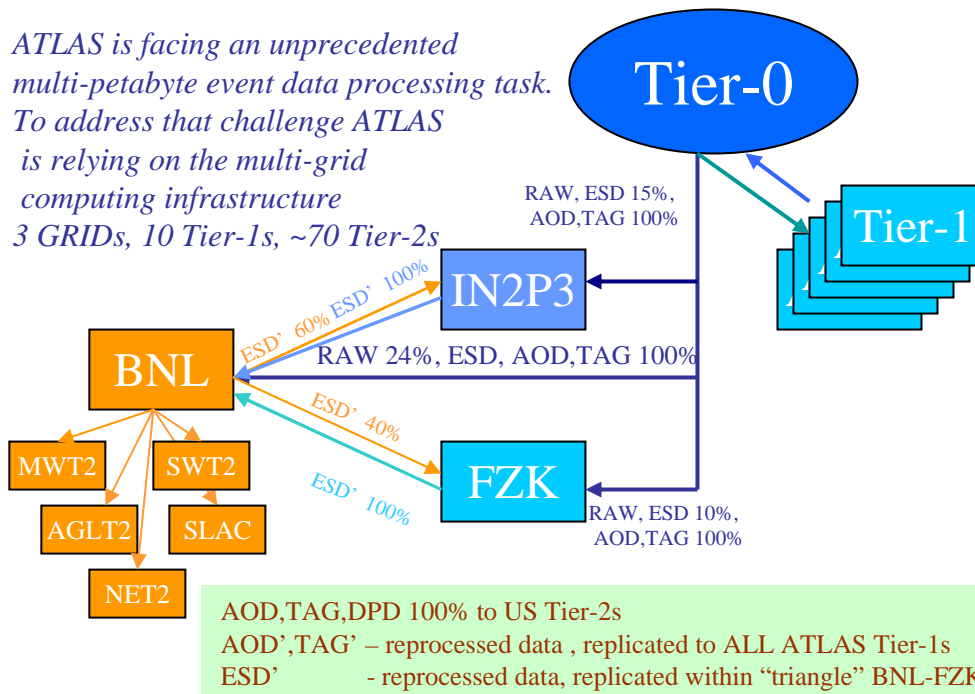 ATLAS is facing an unprecedented
multi-petabyte event data processing task.
To address that challenge ATLAS
is relying on the multi-grid
computing infrastructure
3 GRIDs, 10 Tier-1s, ~70 Tier-2s
Tier-0
RAW, ESD 15%,
AOD,TAG 100%
Tier-1
IN2P3
ESD’ 100%
ESD’ 60%
RAW 24%, ESD, AOD,TAG 100%
BNL
ESD’ 40%
ESD’ 100%
FZK
RAW, ESD 10%,
AOD,TAG 100%
MWT2
SWT2
AGLT2
SLAC
NET2
AOD,TAG,DPD 100% to US Tier-2s
AOD’,TAG’ – reprocessed data , replicated to ALL ATLAS Tier-1s
ESD’ - reprocessed data, replicated within “triangle” BNL-FZK